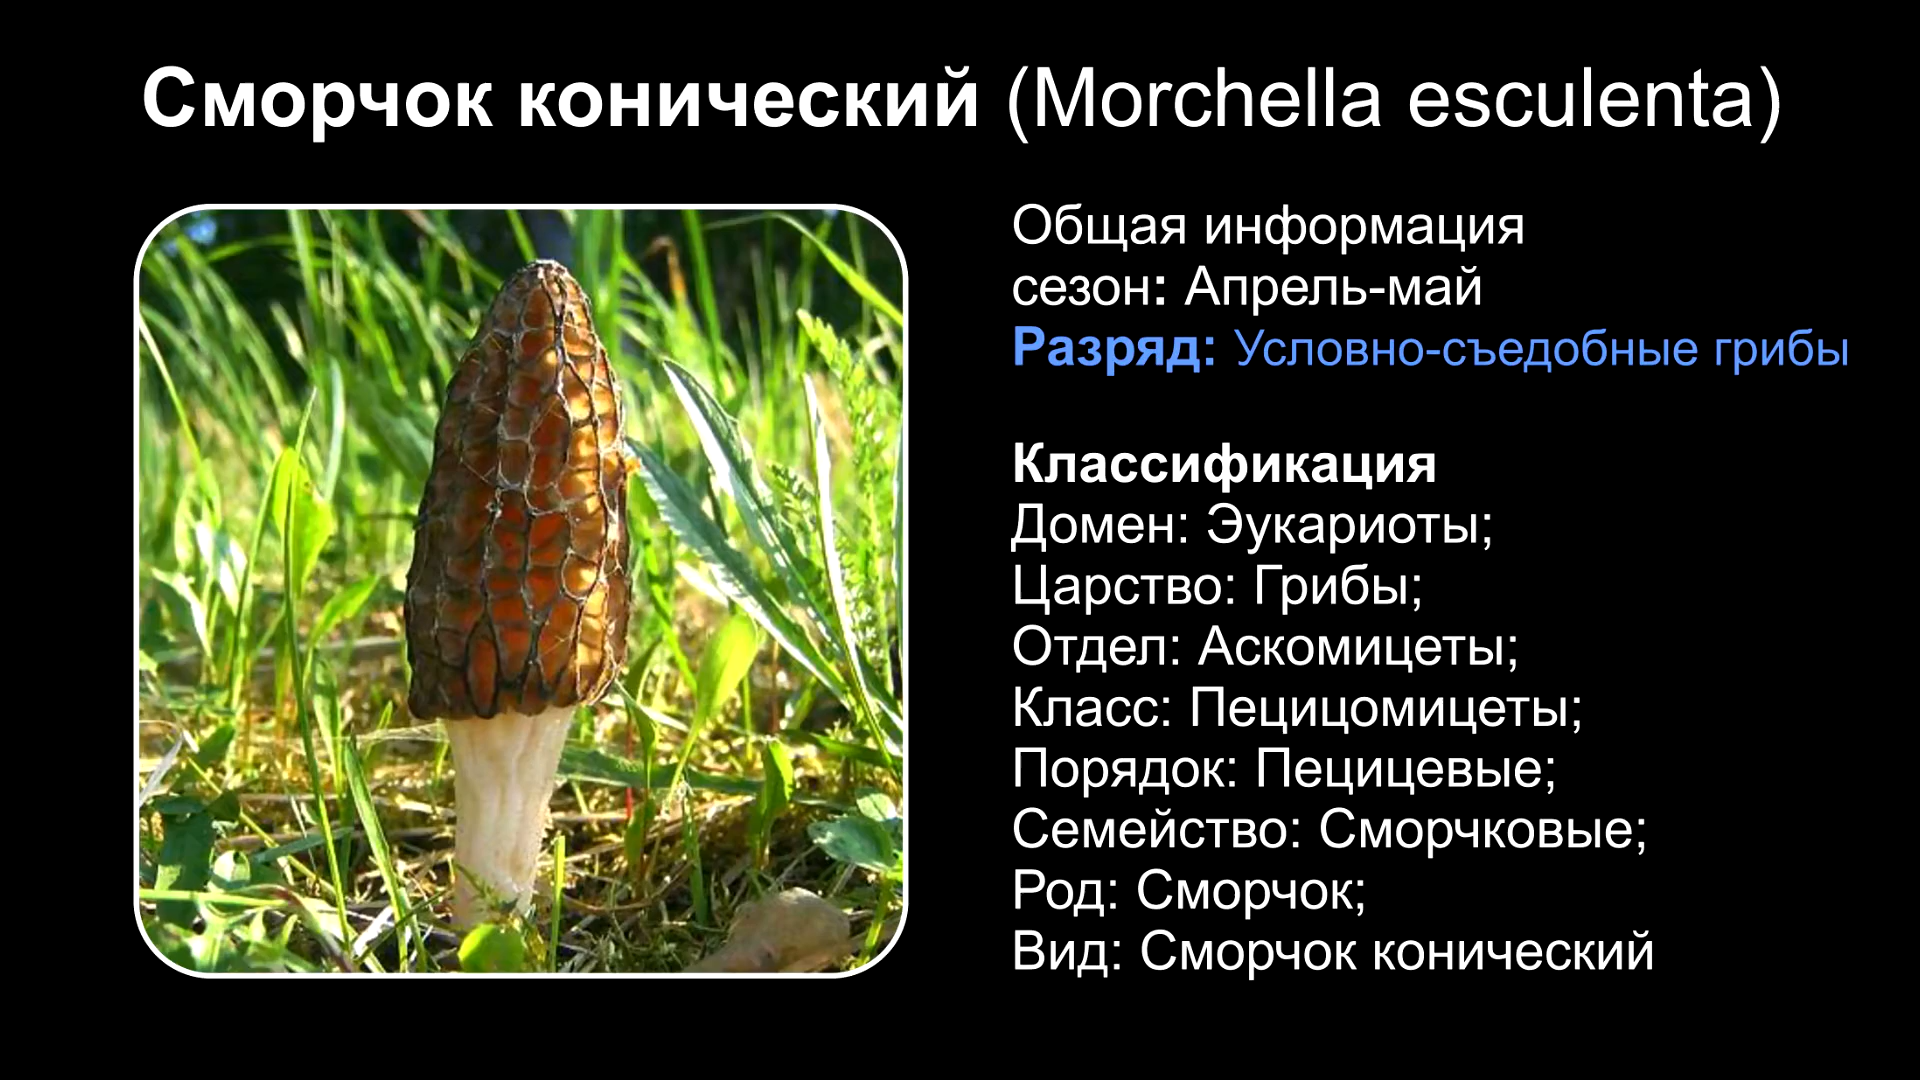 Сморчок конический (Morchella esculenta)
Общая информация
сезон: Апрель-май
Разряд: Условно-съедобные грибы
Классификация
Домен: Эукариоты;
Царство: Грибы;
Отдел: Аскомицеты;
Класс: Пецицомицеты;
Порядок: Пецицевые;
Семейство: Сморчковые;
Род: Сморчок;
Вид: Сморчок конический